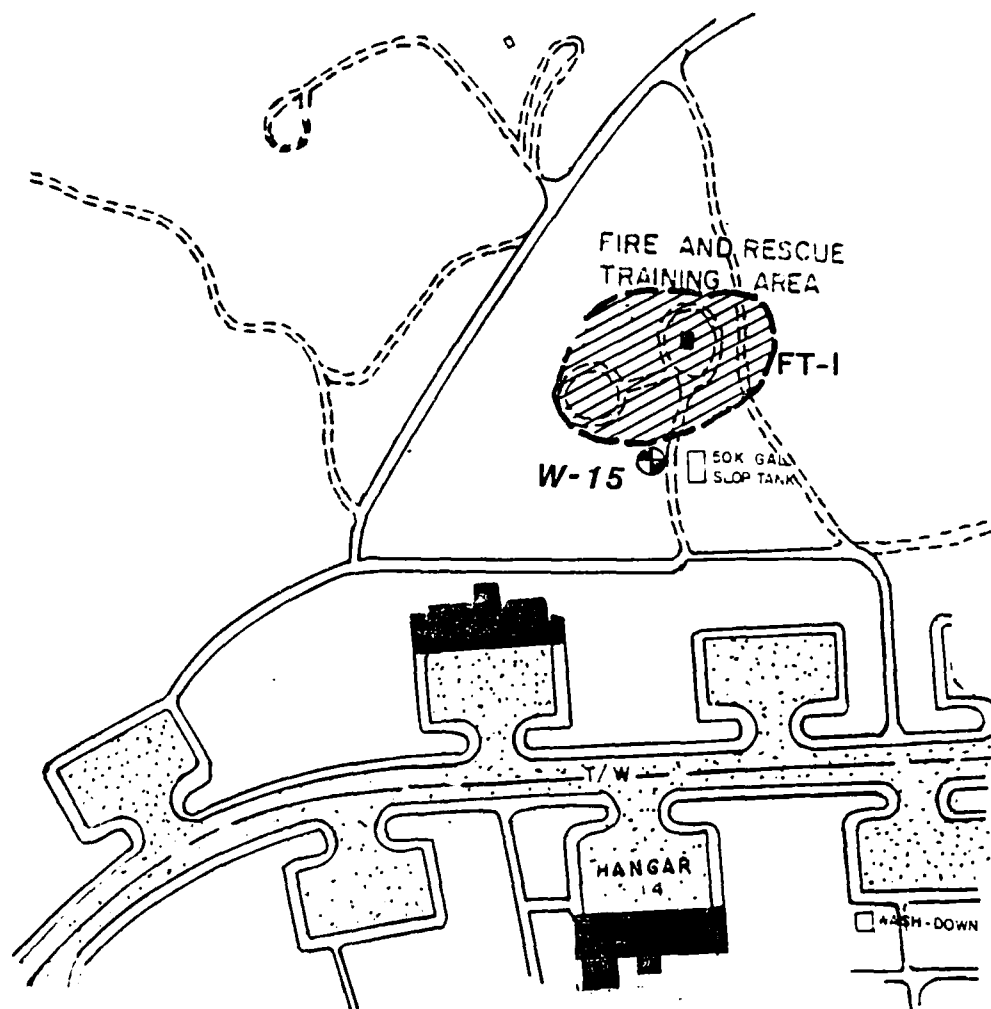 FIRE AND RESCUE
TRAINING AREA
FT-1
W-15
50K GAL
SLOP TANK
T/W
HANGAR
14
WASH-DOWN